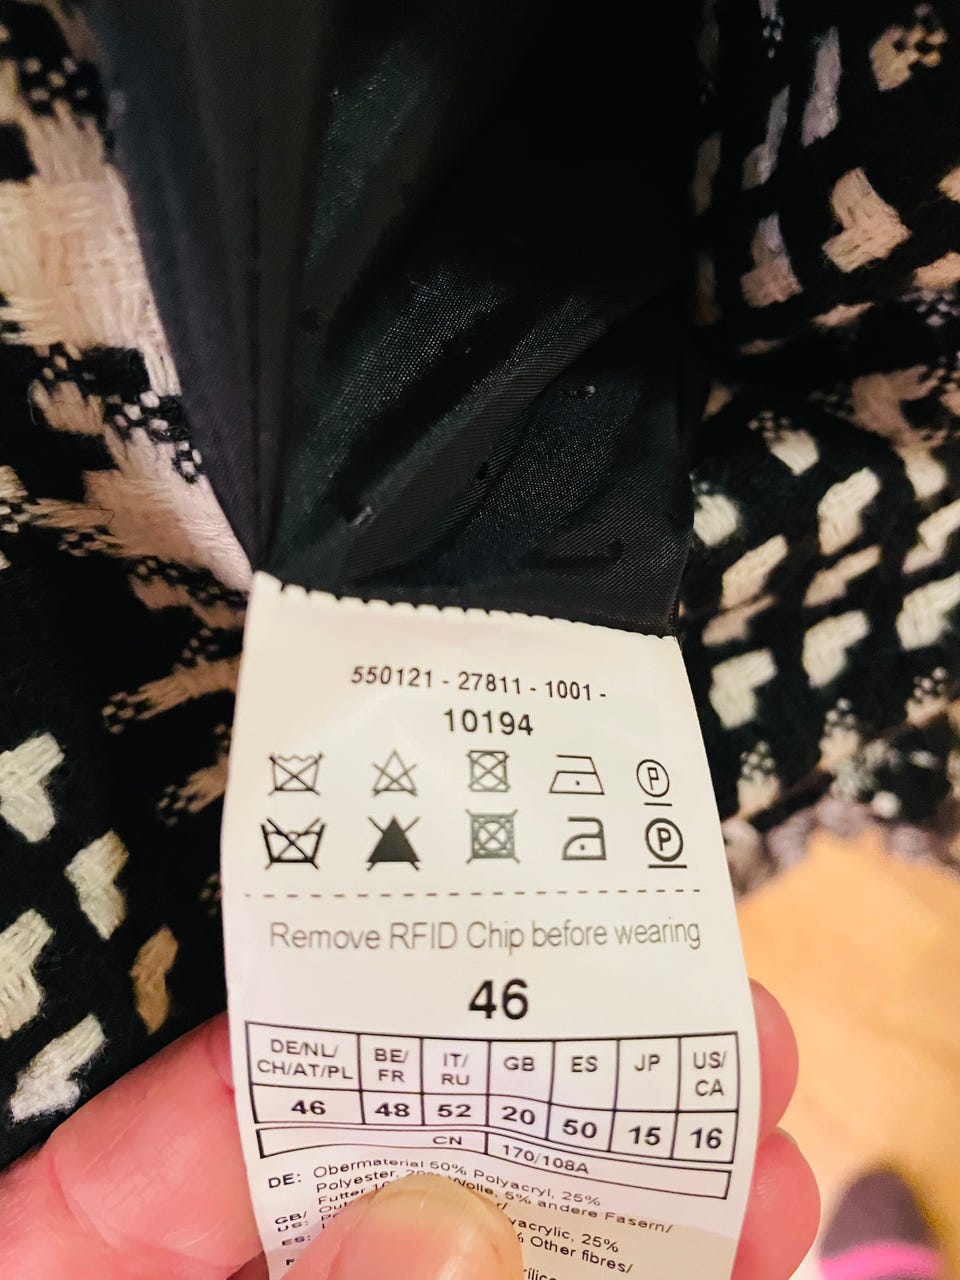 550121 - 27811 - 1001 -
10194
P
P
Remove RFID Chip before wearing
46
DE/NL/ CH/AT/PL BE/ FR IT/ RU GB ES JP US/ CA
46 48 52 20 50 15 16
CN 170/108A
DE: Obermaterial 50% Polyacryl, 25%
Polyester, 20% Wolle, 5% andere Fasern/
Futter
GB/ yacrylic, 25%
US: % Other fibres/
ES: